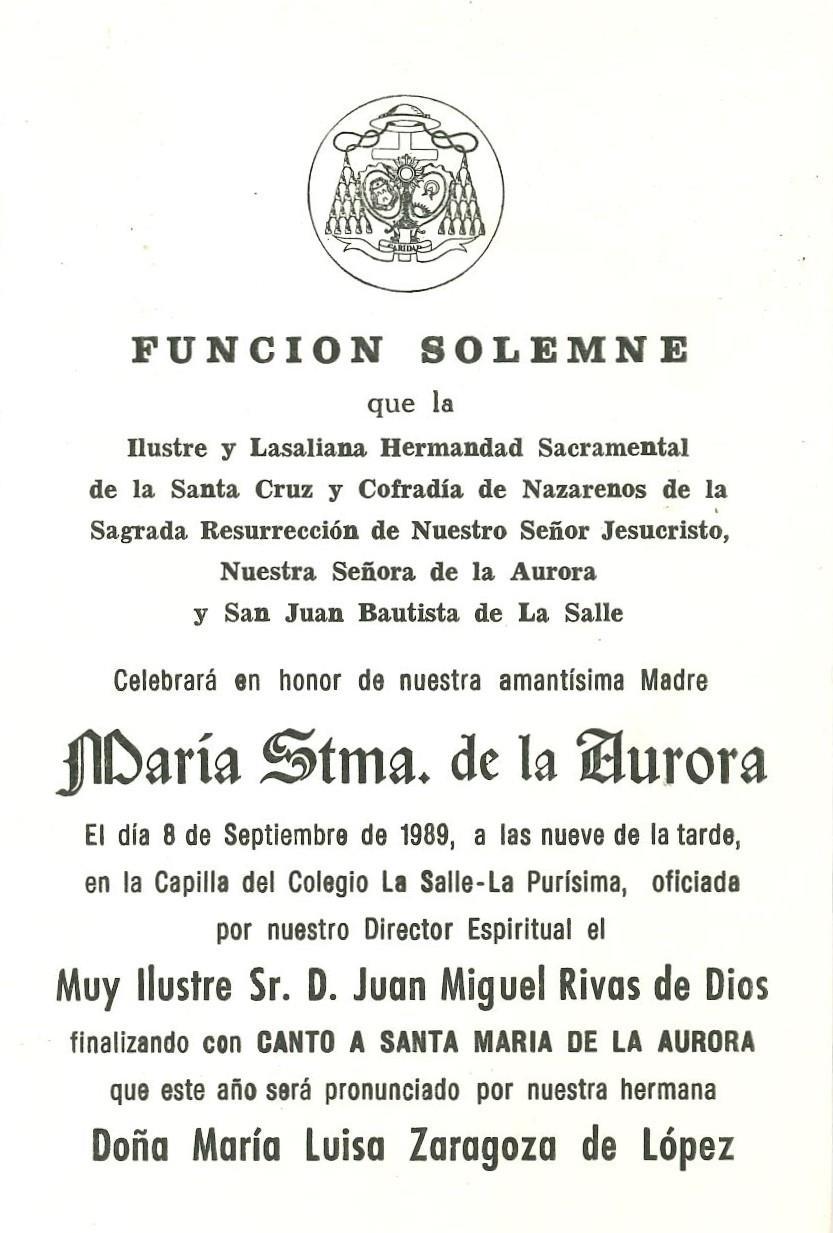 CARIDAD
FUNCION SOLEMNE
que la
Ilustre y Lasaliana Hermandad Sacramental
de la Santa Cruz y Cofradía de Nazarenos de la
Sagrada Resurrección de Nuestro Señor Jesucristo,
Nuestra Señora de la Aurora
y San Juan Bautista de La Salle
Celebrará en honor de nuestra amantísima Madre
María Stma. de la Aurora
El día 8 de Septiembre de 1989, a las nueve de la tarde,
en la Capilla del Colegio La Salle-La Purísima, oficiada
por nuestro Director Espiritual el
Muy Ilustre Sr. D. Juan Miguel Rivas de Dios
finalizando con CANTO A SANTA MARIA DE LA AURORA
que este año será pronunciado por nuestra hermana
Doña María Luisa Zaragoza de López